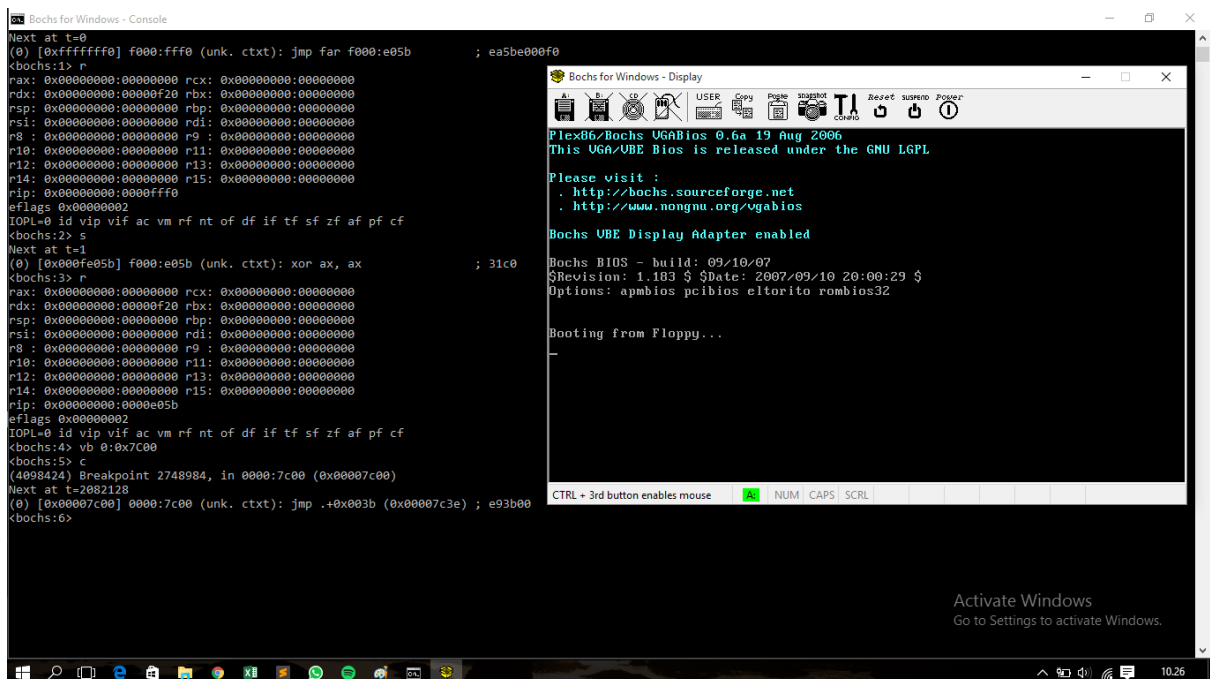 Bochs for Windows - Console
Next at t=0
(0) [0xfffffff0] f000:fff0 (unk. ctxt): jmp far f000:e05b ; ea5be000f0
<bochs:1> r
rax: 0x00000000:00000000 rcx: 0x00000000:00000000
rdx: 0x00000000:00000f20 rbx: 0x00000000:00000000
rsp: 0x00000000:00000000 rbp: 0x00000000:00000000
rsi: 0x00000000:00000000 rdi: 0x00000000:00000000
r8 : 0x00000000:00000000 r9 : 0x00000000:00000000
r10: 0x00000000:00000000 r11: 0x00000000:00000000
r12: 0x00000000:00000000 r13: 0x00000000:00000000
r14: 0x00000000:00000000 r15: 0x00000000:00000000
rip: 0x00000000:0000fff0
eflags 0x00000002
IOPL=0 id vip vif ac vm rf nt of df if tf sf zf af pf cf
<bochs:2> s
Next at t=1
(0) [0x000fe05b] f000:e05b (unk. ctxt): xor ax, ax ; 31c0
<bochs:3> r
rax: 0x00000000:00000000 rcx: 0x00000000:00000000
rdx: 0x00000000:00000f20 rbx: 0x00000000:00000000
rsp: 0x00000000:00000000 rbp: 0x00000000:00000000
rsi: 0x00000000:00000000 rdi: 0x00000000:00000000
r8 : 0x00000000:00000000 r9 : 0x00000000:00000000
r10: 0x00000000:00000000 r11: 0x00000000:00000000
r12: 0x00000000:00000000 r13: 0x00000000:00000000
r14: 0x00000000:00000000 r15: 0x00000000:00000000
rip: 0x00000000:0000e05b
eflags 0x00000002
IOPL=0 id vip vif ac vm rf nt of df if tf sf zf af pf cf
<bochs:4> vb 0:0x7C00
<bochs:5> c
(4098424) Breakpoint 2748984, in 0000:7c00 (0x00007c00)
Next at t=2082128
(0) [0x00007c00] 0000:7c00 (unk. ctxt): jmp .+0x003b (0x00007c3e) ; e93b00
<bochs:6>
Bochs for Windows - Display
A: B: CD USER Copy Paste snapshot CONFIG Reset SUSPEND Power
Plex86/Bochs VGABios 0.6a 19 Aug 2006
This VGA/VBE Bios is released under the GNU LGPL
Please visit :
. http://bochs.sourceforge.net
. http://www.nongnu.org/vgabios
Bochs VBE Display Adapter enabled
Bochs BIOS - build: 09/10/07
$Revision: 1.183 $ $Date: 2007/09/10 20:00:29 $
Options: apmbios pcibios eltorito rombios32
Booting from Floppy...
CTRL + 3rd button enables mouse A: NUM CAPS SCRL
Activate Windows
Go to Settings to activate Windows.
10.26